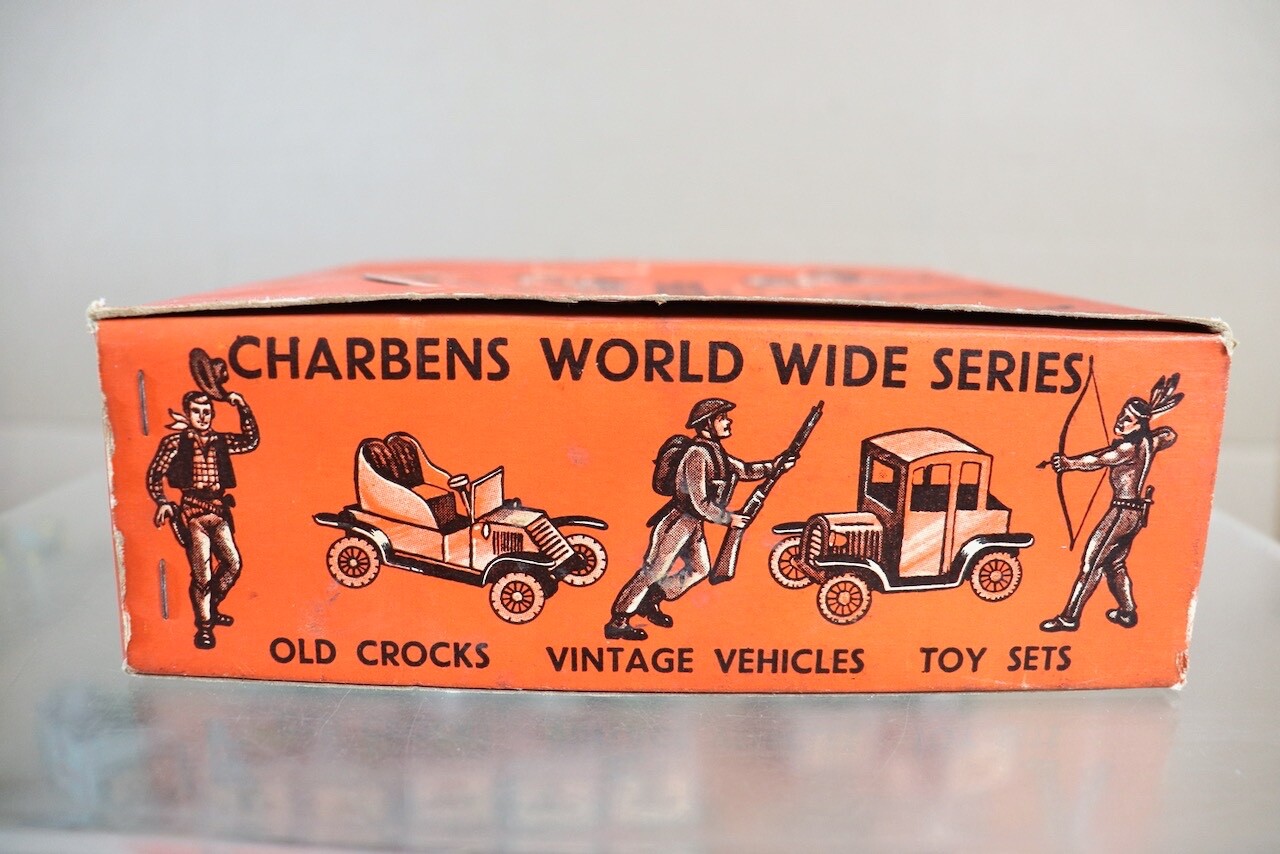 CHARBENS WORLD WIDE SERIES
OLD CROCKS VINTAGE VEHICLES TOY SETS